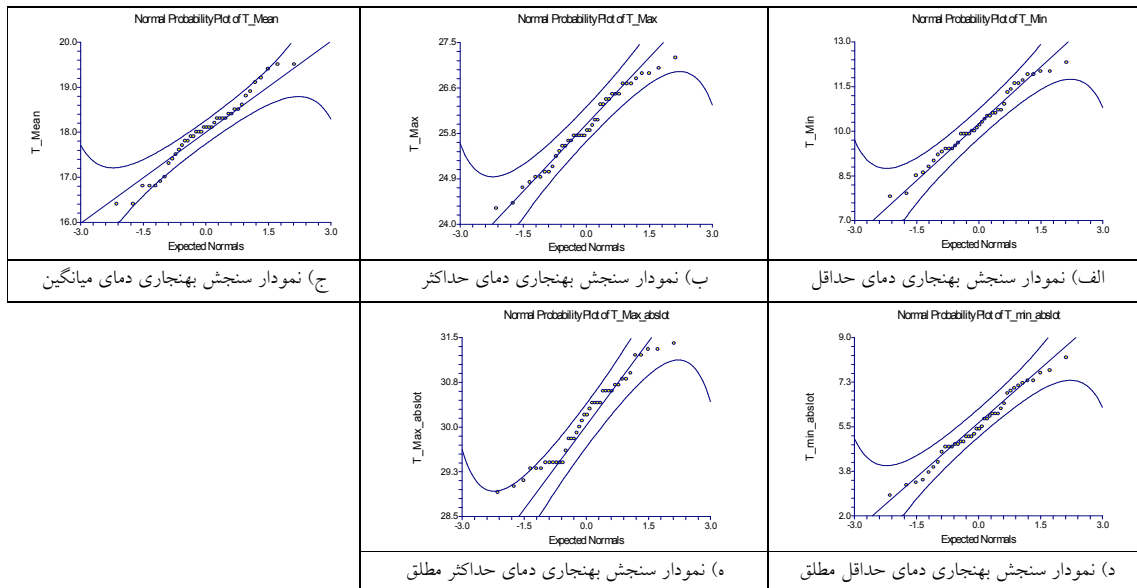 Normal Probability Plot of T_Min
T_Min
13.0
11.5
10.0
8.5
7.0
-3.0 -1.5 0.0 1.5 3.0
Expected Normals
الف) نمودار سنجش بهنجاری دمای حداقل
Normal Probability Plot of T_Max
T_Max
27.5
26.6
25.8
24.9
24.0
-3.0 -1.5 0.0 1.5 3.0
Expected Normals
ب) نمودار سنجش بهنجاری دمای حداکثر
Normal Probability Plot of T_Mean
T_Mean
20.0
19.0
18.0
17.0
16.0
-3.0 -1.5 0.0 1.5 3.0
Expected Normals
ج) نمودار سنجش بهنجاری دمای میانگین
Normal Probability Plot of T_min_abslot
T_min_abslot
9.0
7.3
5.5
3.8
2.0
-3.0 -1.5 0.0 1.5 3.0
Expected Normals
د) نمودار سنجش بهنجاری دمای حداقل مطلق
Normal Probability Plot of T_Max_abslot
T_Max_abslot
31.5
30.8
30.0
29.3
28.5
-3.0 -1.5 0.0 1.5 3.0
Expected Normals
ه) نمودار سنجش بهنجاری دمای حداکثر مطلق